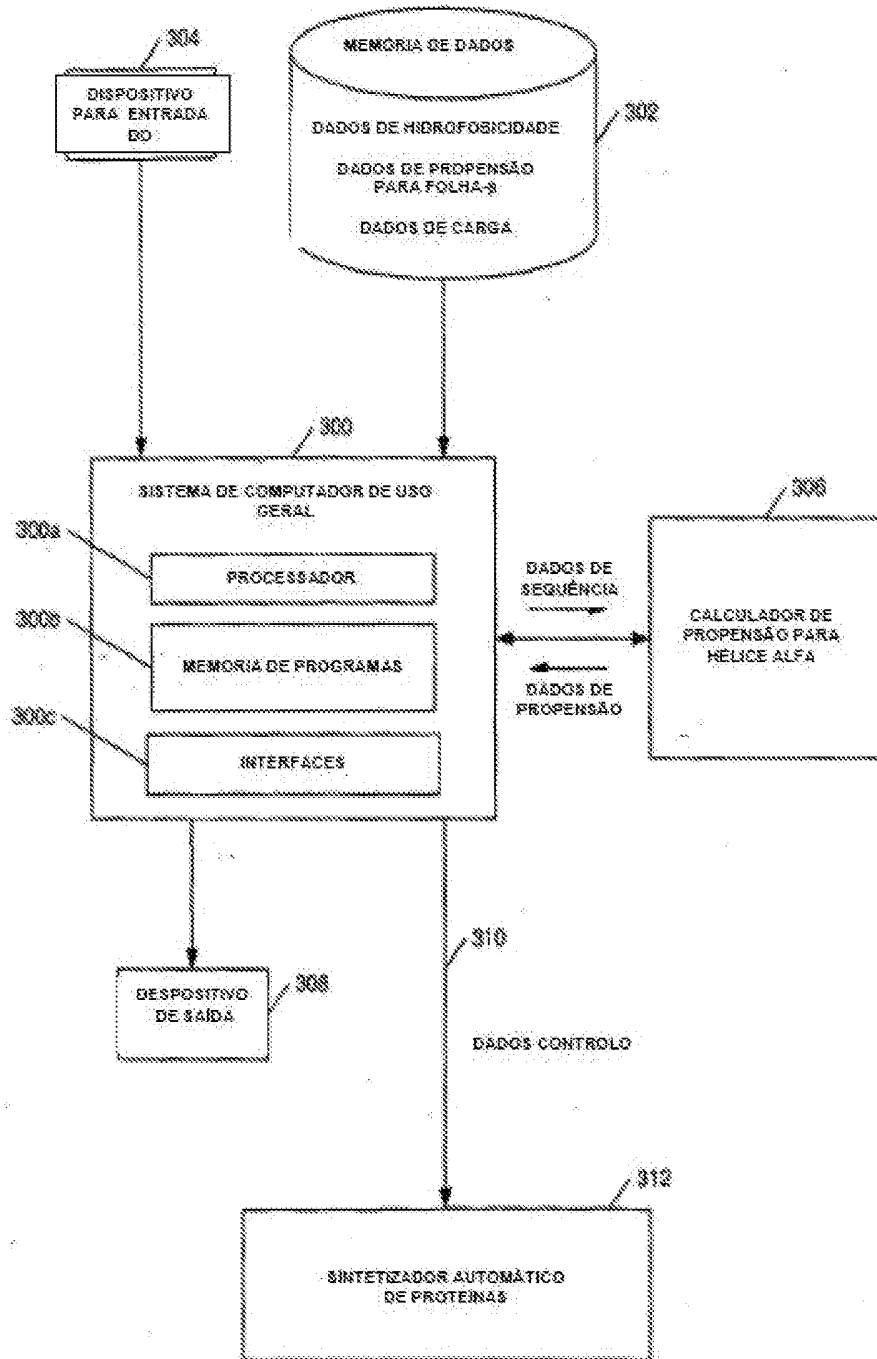 304
DISPOSITIVO
PARA ENTRADA
DO
MEMORIA DE DADOS
302
DADOS DE HIDROFOBICIDADE
DADOS DE PROPENSÃO
PARA FOLHA-β
DADOS DE CARGA
300
SISTEMA DE COMPUTADOR DE USO
GERAL
300a
PROCESSADOR
300b
MEMORIA DE PROGRAMAS
300c
INTERFACES
DADOS DE
SEQUÊNCIA
DADOS DE
PROPENSÃO
306
CALCULADOR DE
PROPENSÃO PARA
HÉLICE ALFA
308
DESPOSITIVO
DE SAÍDA
310
DADOS CONTROLO
312
SINTETIZADOR AUTOMÁTICO
DE PROTEÍNAS